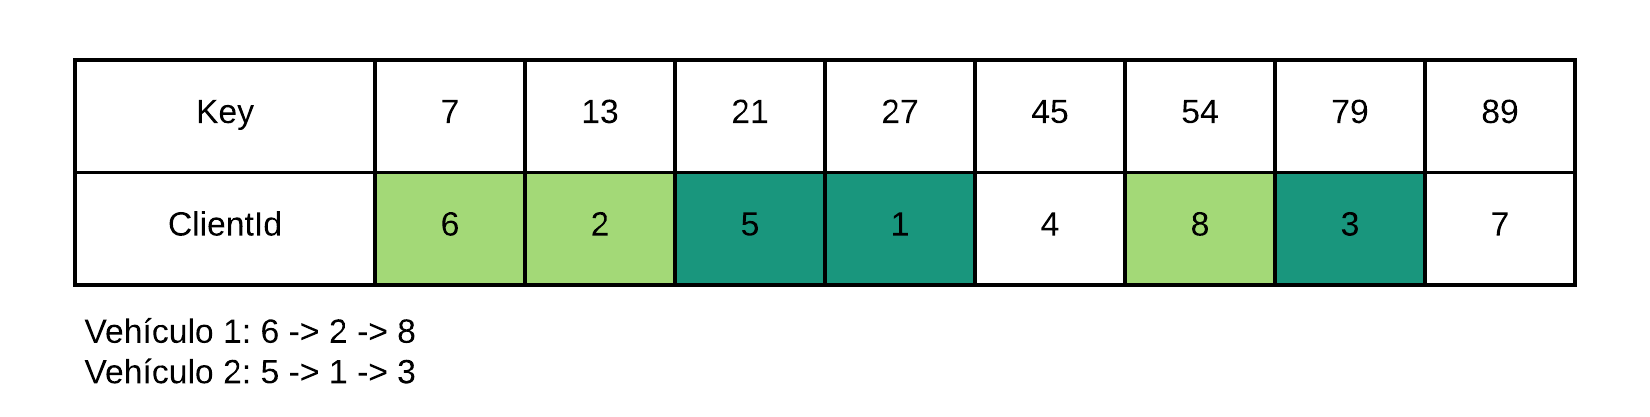 Key 7 13 21 27 45 54 79 89
ClientId 6 2 5 1 4 8 3 7
Vehículo 1: 6 -> 2 -> 8
Vehículo 2: 5 -> 1 -> 3